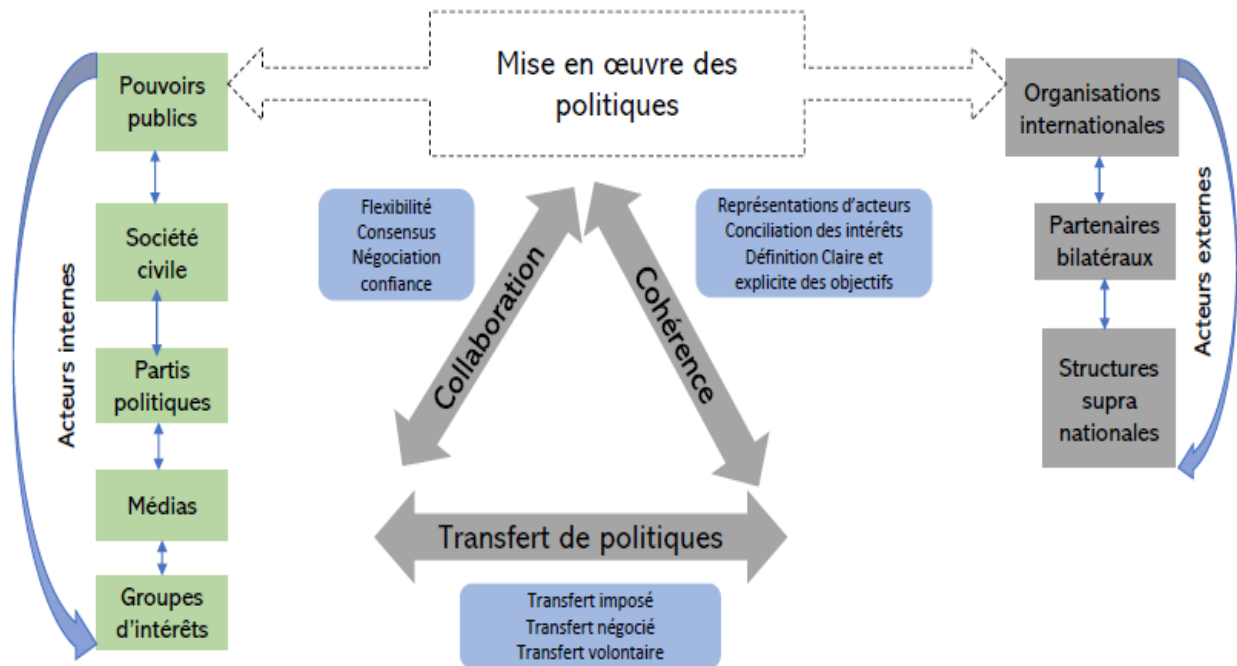 Mise en œuvre des
politiques
Pouvoirs
publics
Société
civile
Partis
politiques
Médias
Groupes
d'intérêts
Acteurs internes
Flexibilité
Consensus
Négociation
confiance
Collaboration
Représentations d'acteurs
Conciliation des intérêts
Définition Claire et
explicite des objectifs
Cohérence
Transfert de politiques
Transfert imposé
Transfert négocié
Transfert volontaire
Organisations
internationales
Partenaires
bilatéraux
Structures
supra
nationales
Acteurs externes